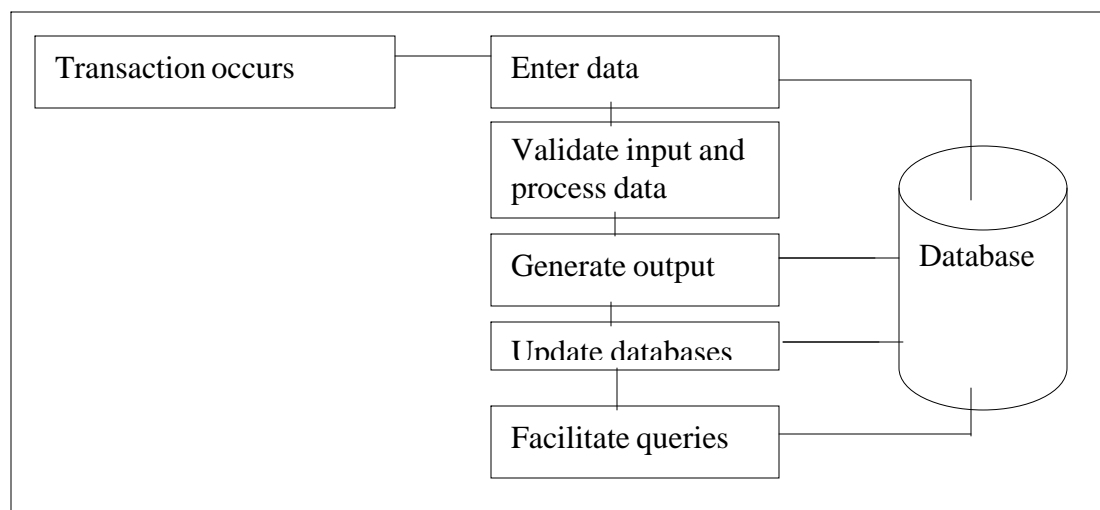 Transaction occurs
Enter data
Validate input and
process data
Generate output
Database
Update databases
Facilitate queries